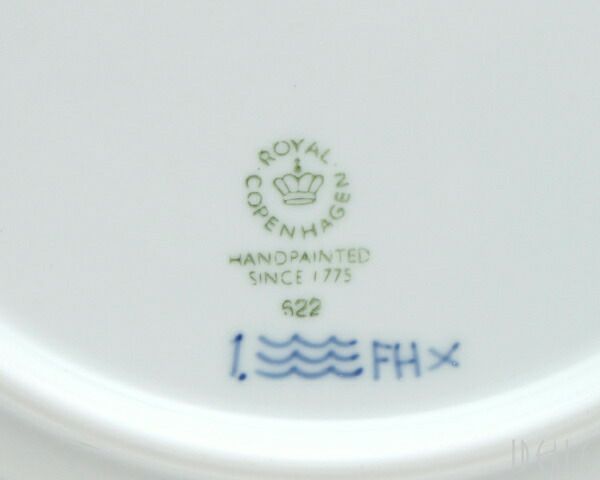 ROYAL
COPENHAGEN
HANDPAINTED
SINCE 1775
622
1. FH X